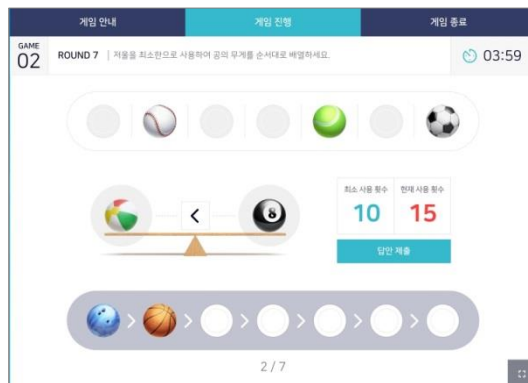 게임 안내
게임 진행
게임 종료
GAME
02
ROUND 7 | 저울을 최소한으로 사용하여 공의 무게를 순서대로 배열하세요.
03:59
<
8
최소 사용 횟수
현재 사용 횟수
10
15
답안 제출
> > > > > >
2 / 7